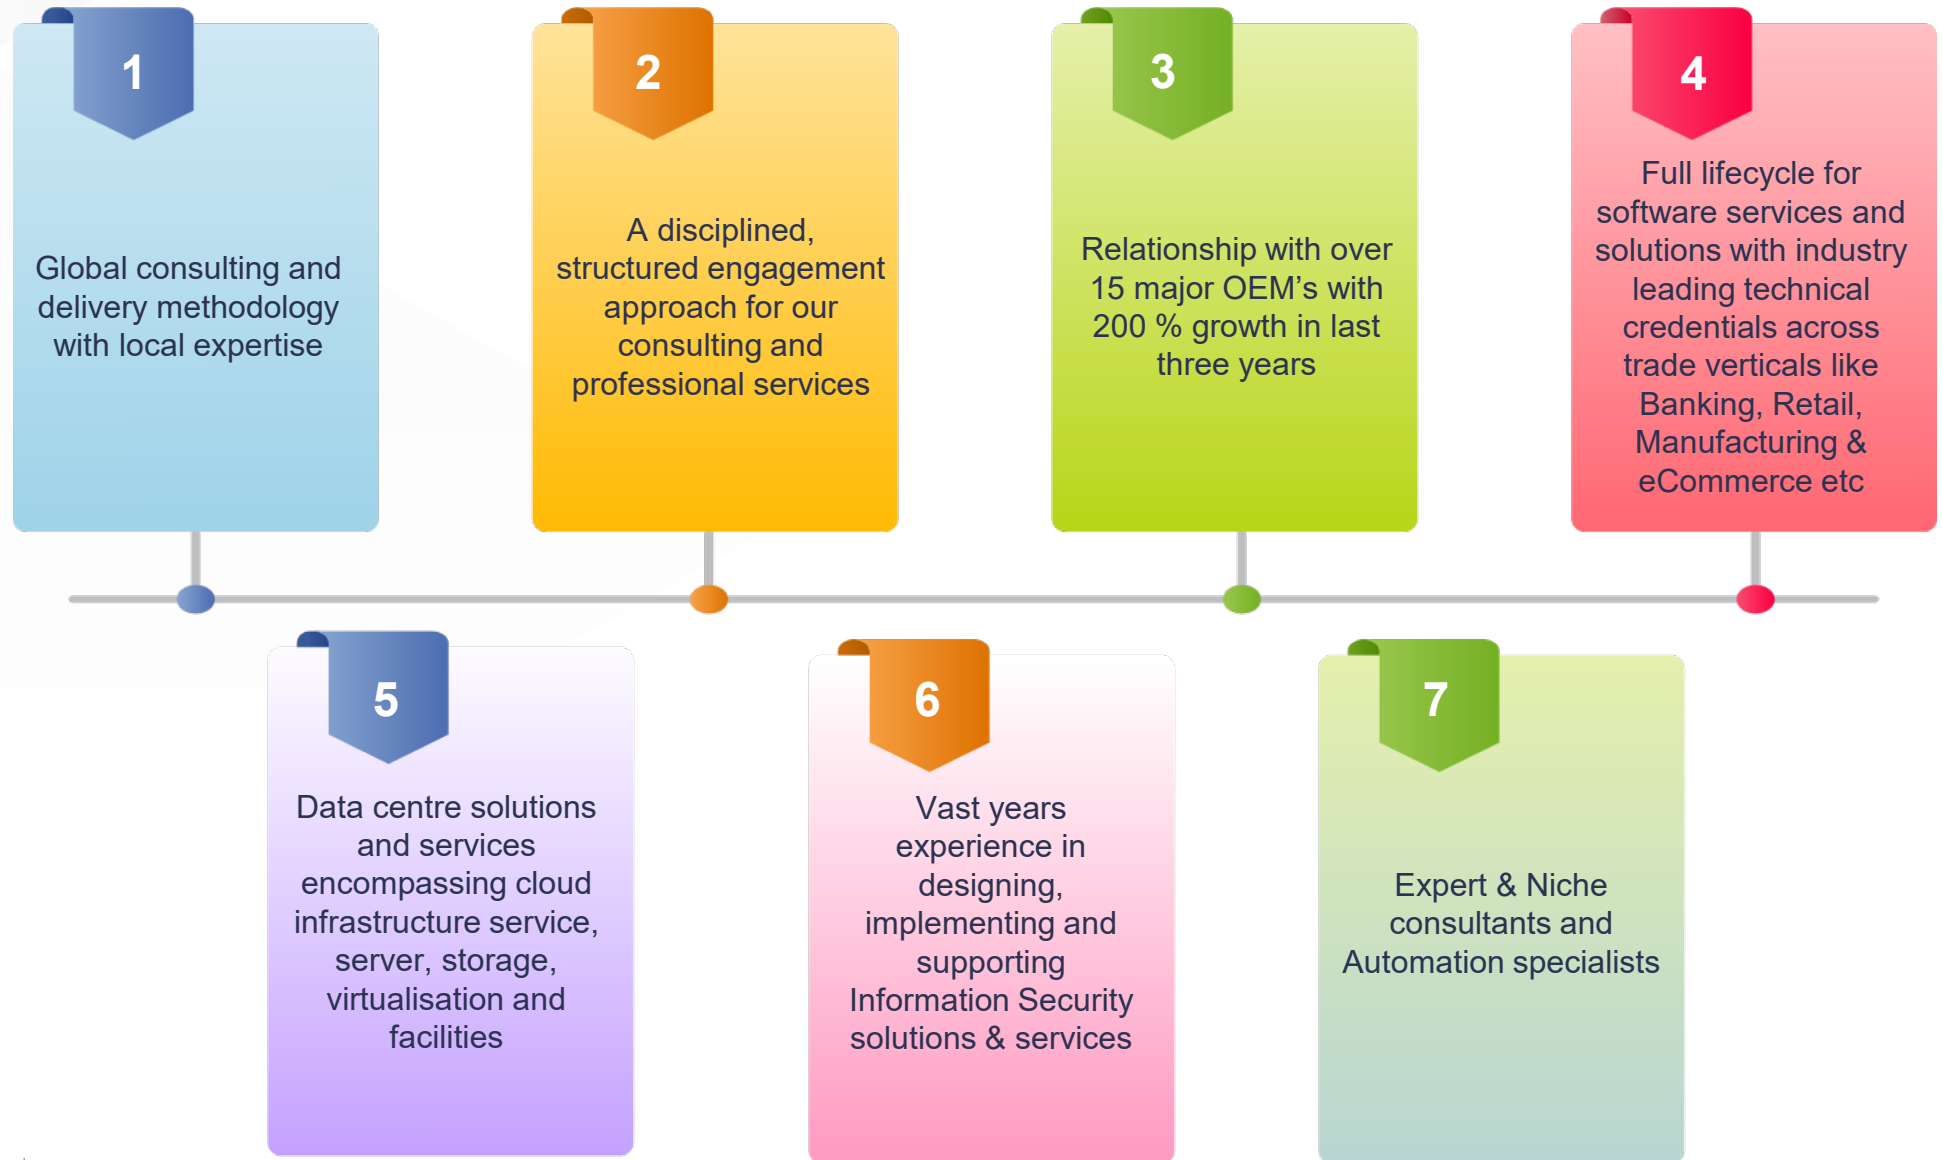 1
Global consulting and
delivery methodology
with local expertise
2
A disciplined,
structured engagement
approach for our
consulting and
professional services
3
Relationship with over
15 major OEM’s with
200 % growth in last
three years
4
Full lifecycle for
software services and
solutions with industry
leading technical
credentials across
trade verticals like
Banking, Retail,
Manufacturing &
eCommerce etc
5
Data centre solutions
and services
encompassing cloud
infrastructure service,
server, storage,
virtualisation and
facilities
6
Vast years
experience in
designing,
implementing and
supporting
Information Security
solutions & services
7
Expert & Niche
consultants and
Automation specialists